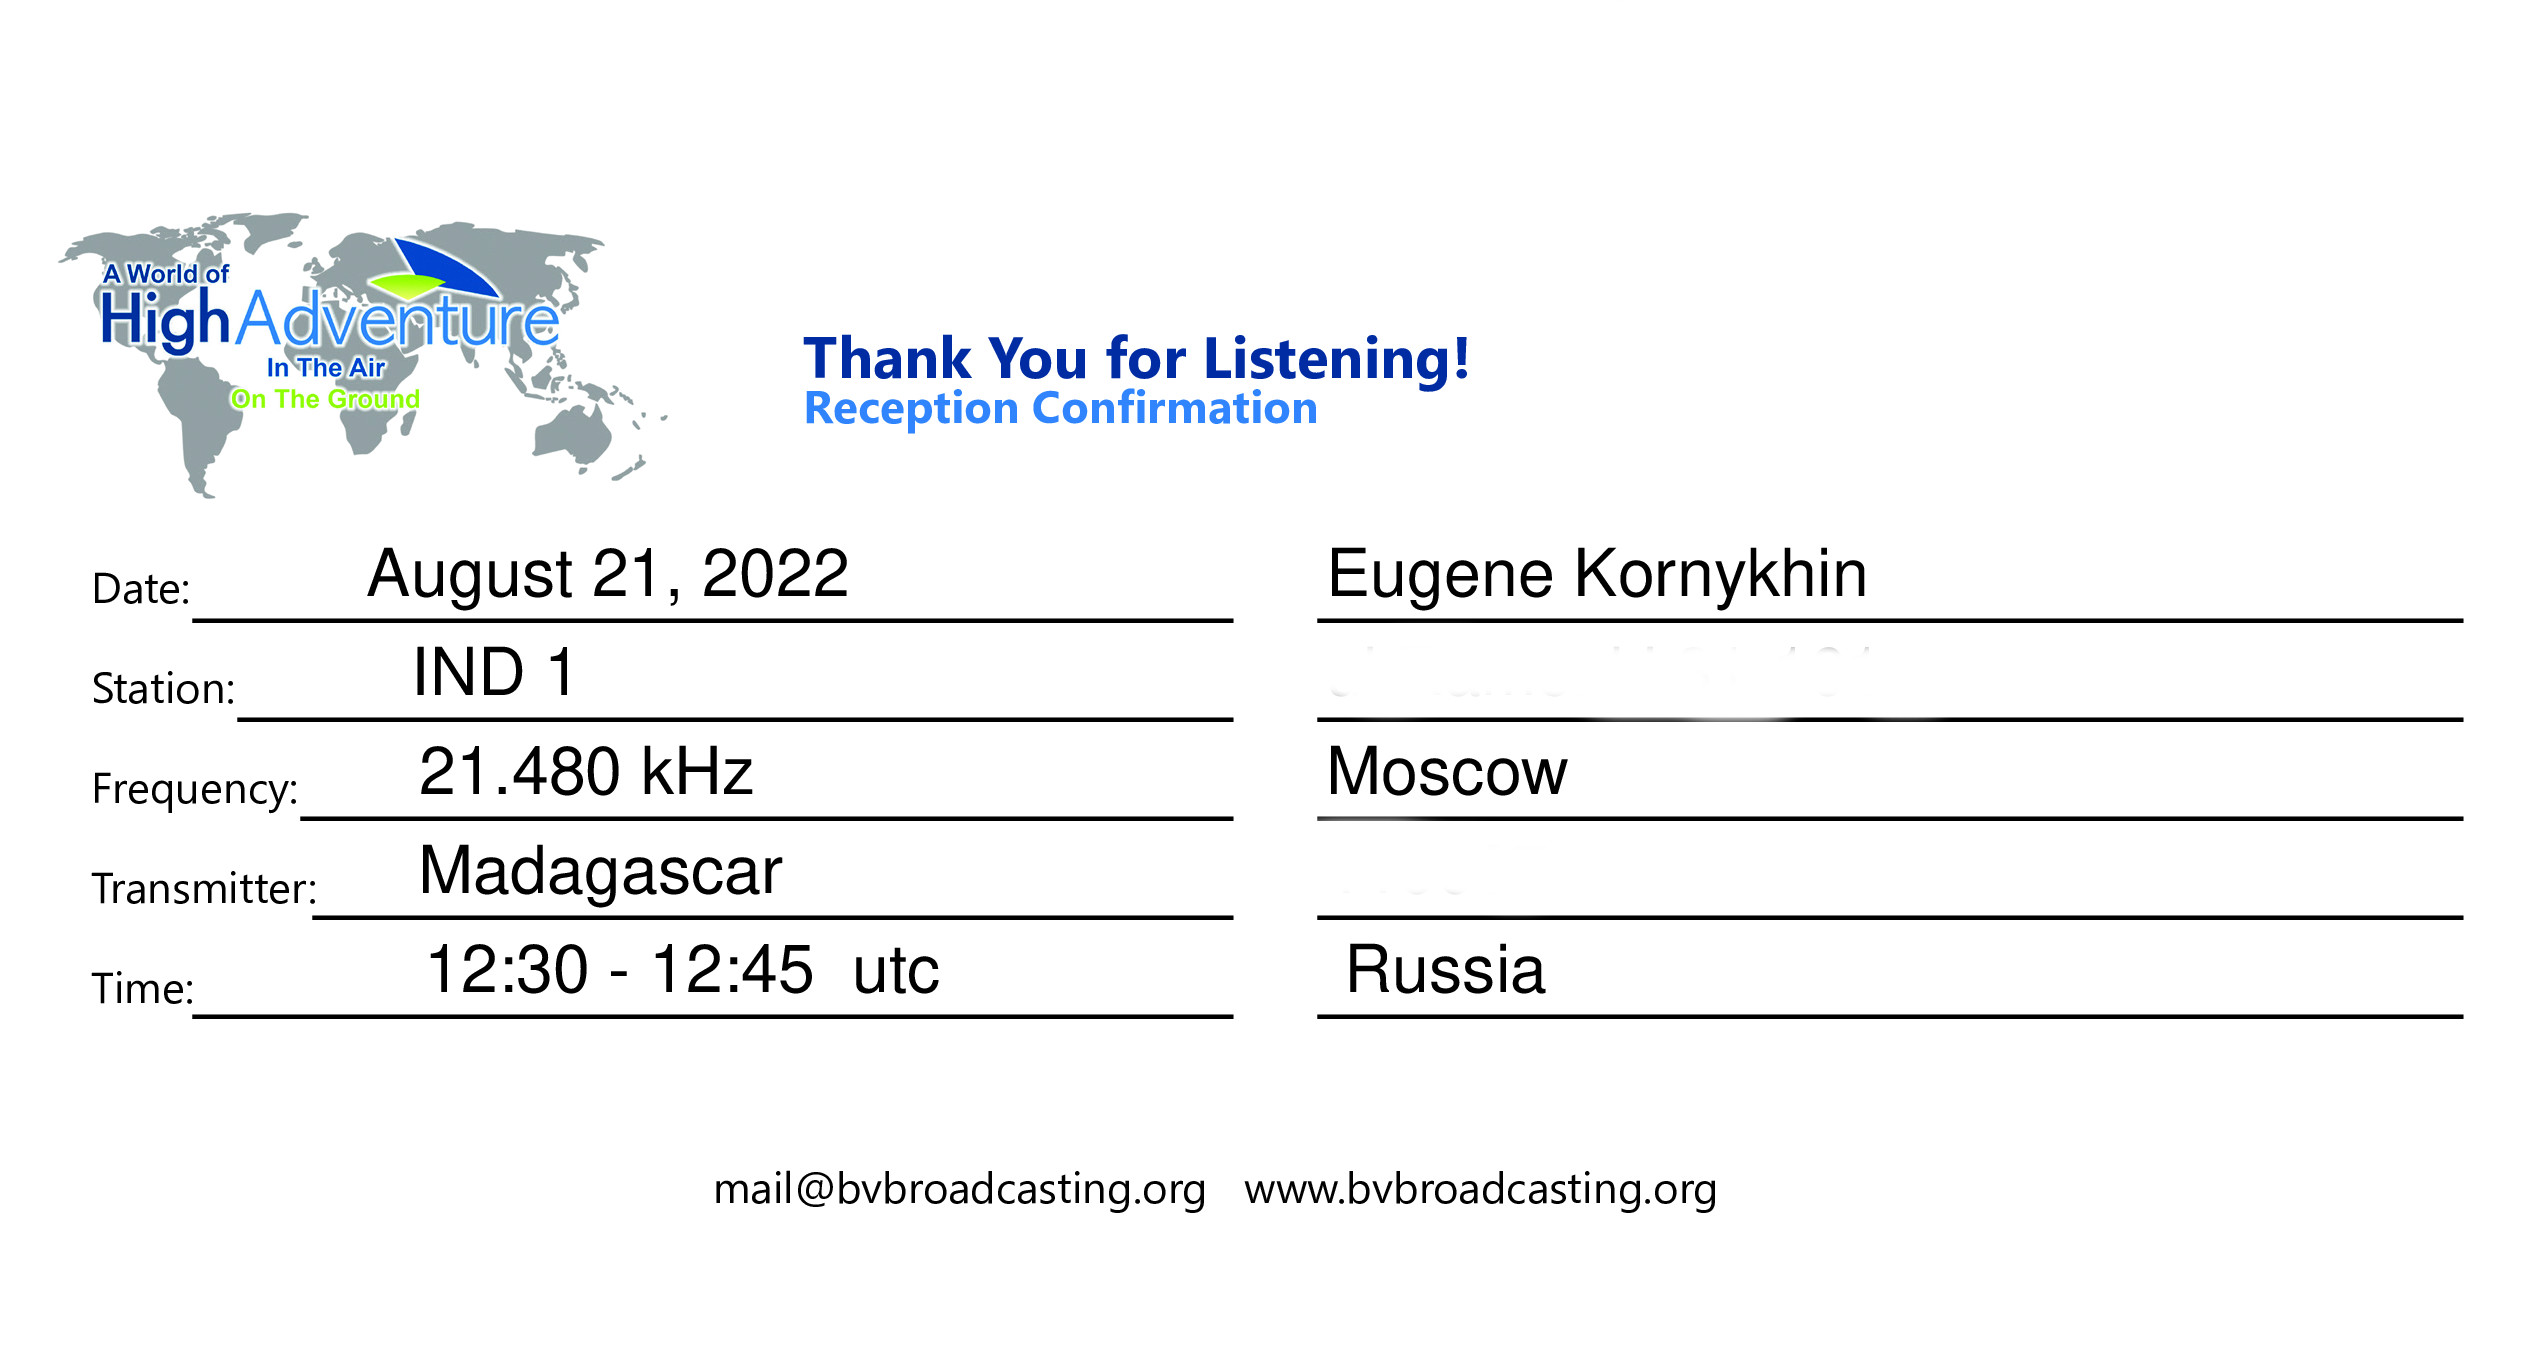 A World of
HighAdventure
In The Air
On The Ground
Thank You for Listening!
Reception Confirmation
Date: August 21, 2022
Station: IND 1
Frequency: 21.480 kHz
Transmitter: Madagascar
Time: 12:30 - 12:45 utc
Eugene Kornykhin
Moscow
Russia
mail@bvbroadcasting.org www.bvbroadcasting.org